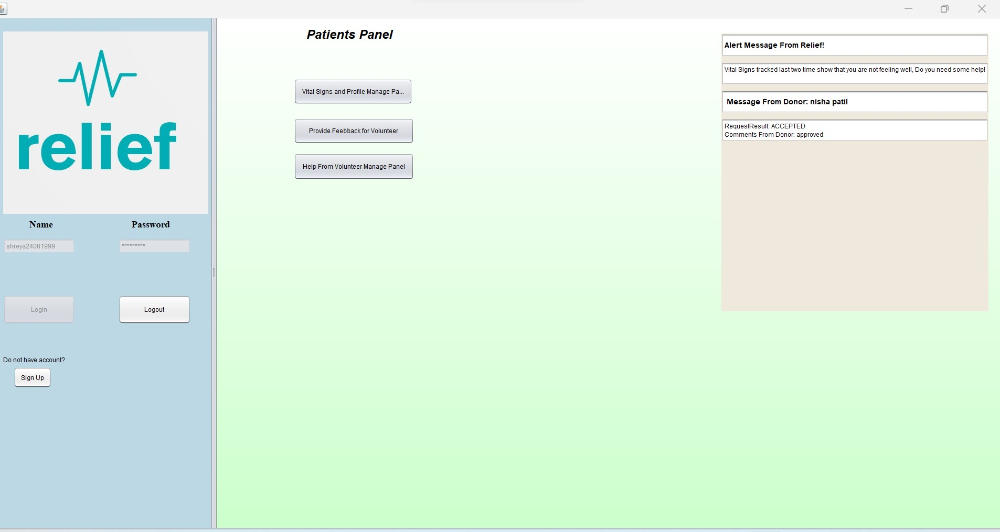 relief
Name
Password
shreya24081999
*********
Login
Logout
Do not have account?
Sign Up
Patients Panel
Vital Signs and Profile Manage Pa...
Provide Feebback for Volunteer
Help From Volunteer Manage Panel
Alert Message From Relief!
Vital Signs tracked last two time show that you are not feeling well, Do you need some help!
Message From Donor: nisha patil
RequestResult: ACCEPTED
Comments From Donor: approved